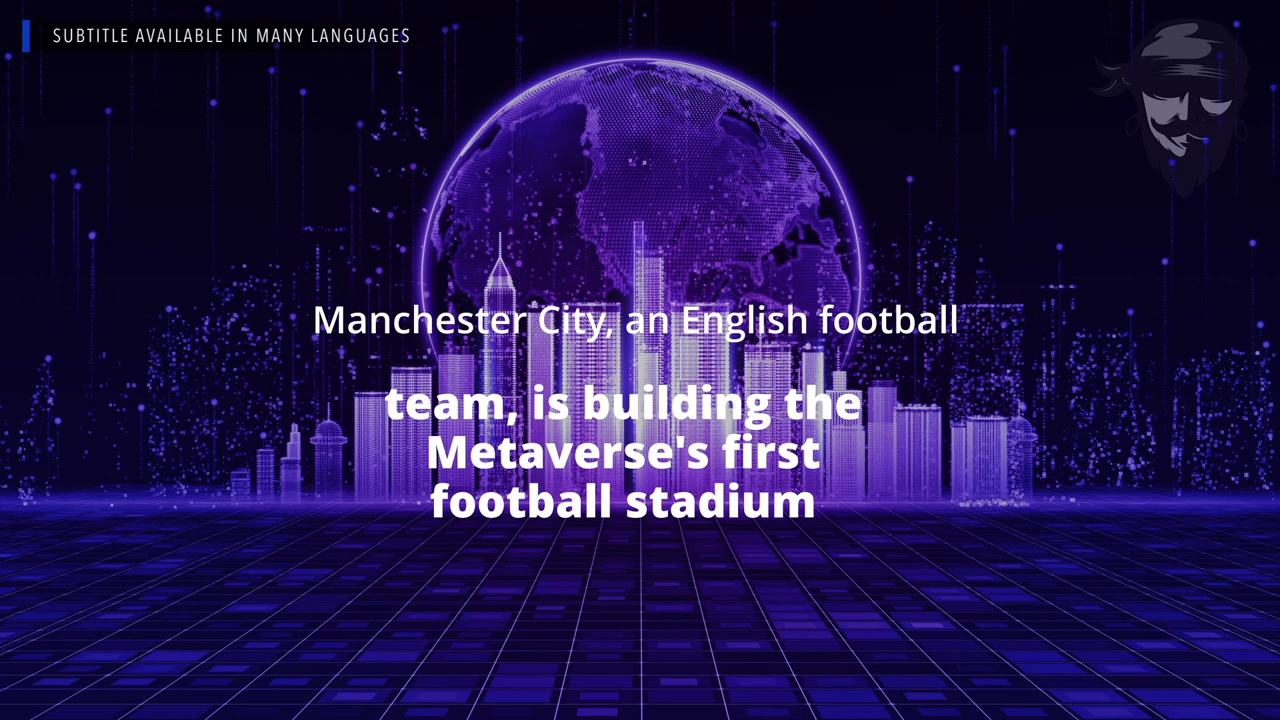 SUBTITLE AVAILABLE IN MANY LANGUAGES
Manchester City, an English football
team, is building the
Metaverse's first
football stadium